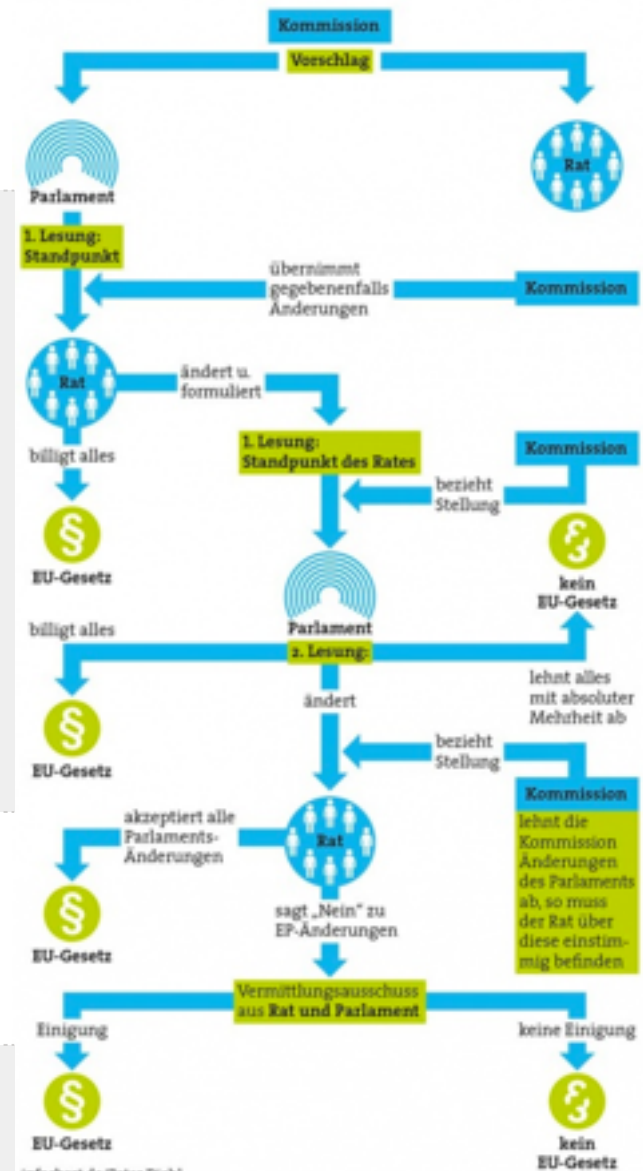 Kommission
Vorschlag
Parlament
Rat
1. Lesung:
Standpunkt
übernimmt
gegebenenfalls
Änderungen
Kommission
Rat
ändert u.
formuliert
billigt alles
1. Lesung:
Standpunkt des Rates
Kommission
bezieht
Stellung
EU-Gesetz
kein
EU-Gesetz
billigt alles
Parlament
2. Lesung:
lehnt alles
mit absoluter
Mehrheit ab
ändert
EU-Gesetz
bezieht
Stellung
Kommission
lehnt die
Kommission
Änderungen
des Parlaments
ab, so muss
der Rat über
diese einstim-
mig befinden
akzeptiert alle
Parlaments-
Änderungen
Rat
sagt „Nein“ zu
EP-Änderungen
EU-Gesetz
Vermittlungsausschuss
aus Rat und Parlament
Einigung
keine Einigung
EU-Gesetz
kein
EU-Gesetz